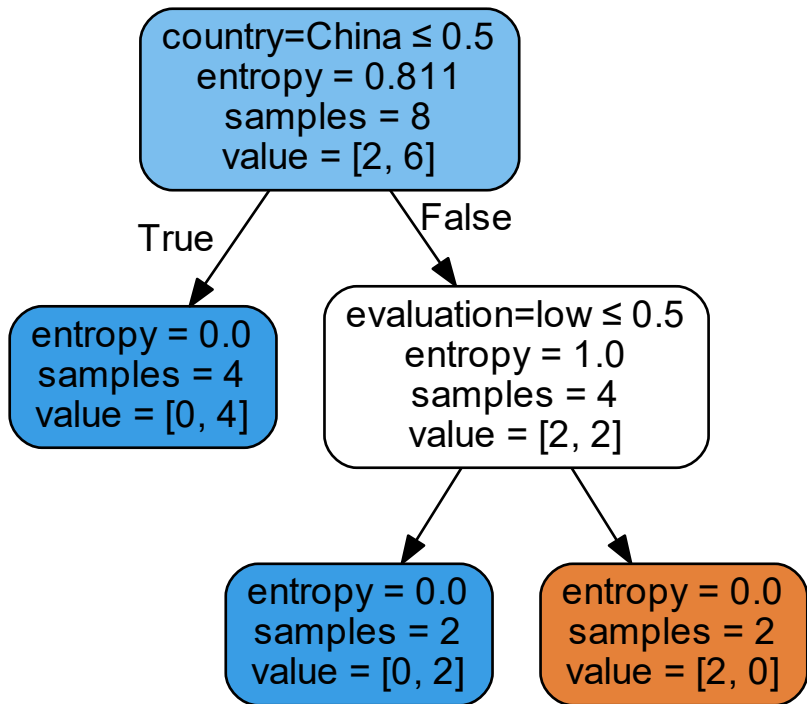 country=China ≤ 0.5
entropy = 0.811
samples = 8
value = [2, 6]
True
False
entropy = 0.0
samples = 4
value = [0, 4]
evaluation=low ≤ 0.5
entropy = 1.0
samples = 4
value = [2, 2]
entropy = 0.0
samples = 2
value = [0, 2]
entropy = 0.0
samples = 2
value = [2, 0]